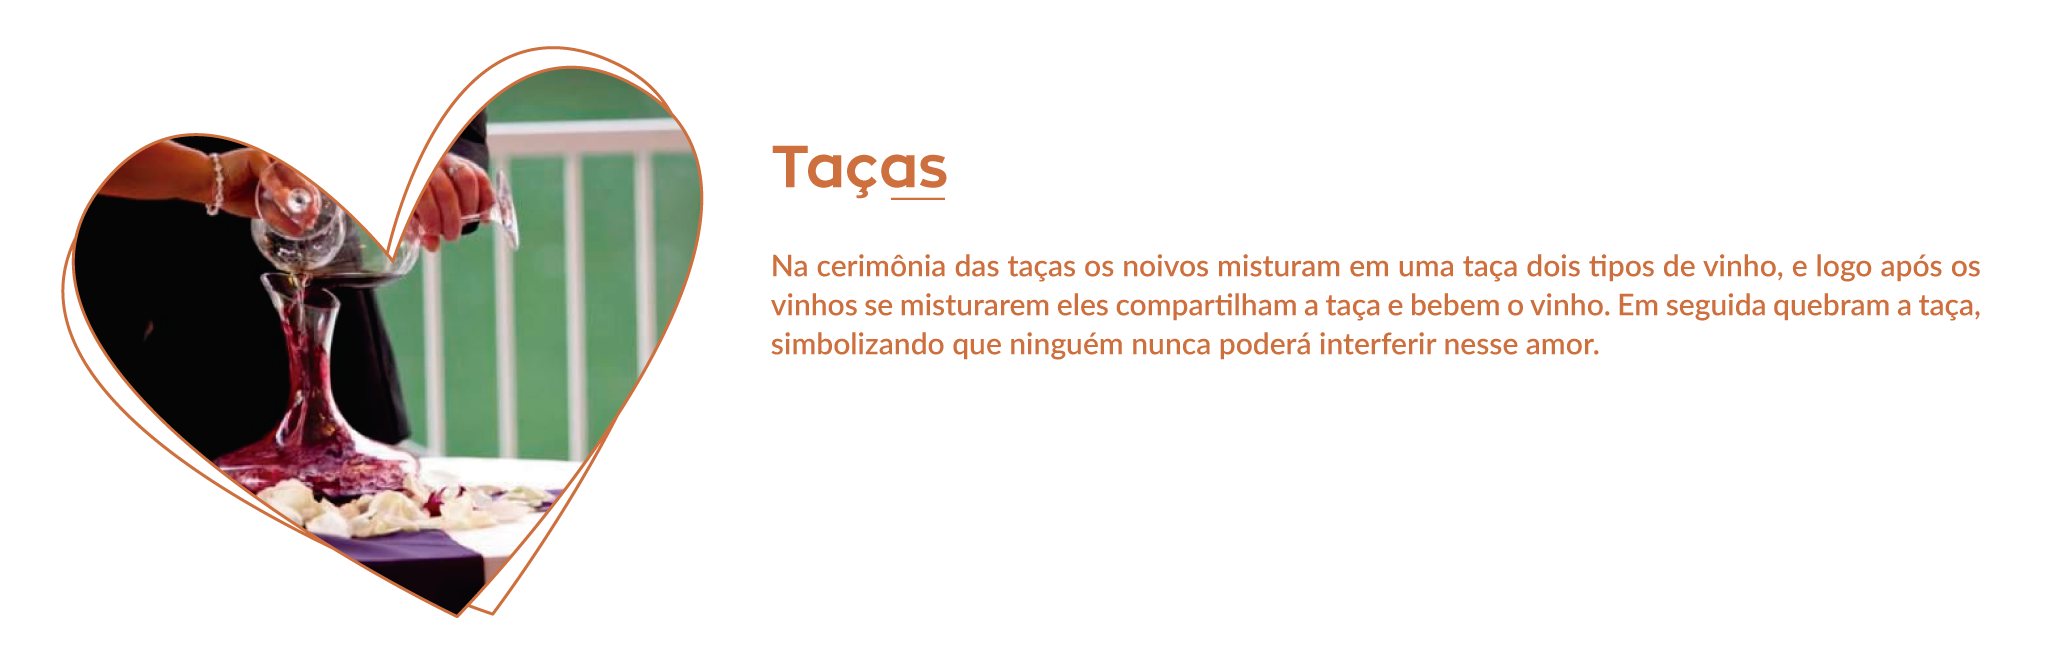 Taças
Na cerimônia das taças os noivos misturam em uma taça dois tipos de vinho, e logo após os
vinhos se misturarem eles compartilham a taça e bebem o vinho. Em seguida quebram a taça,
simbolizando que ninguém nunca poderá interferir nesse amor.